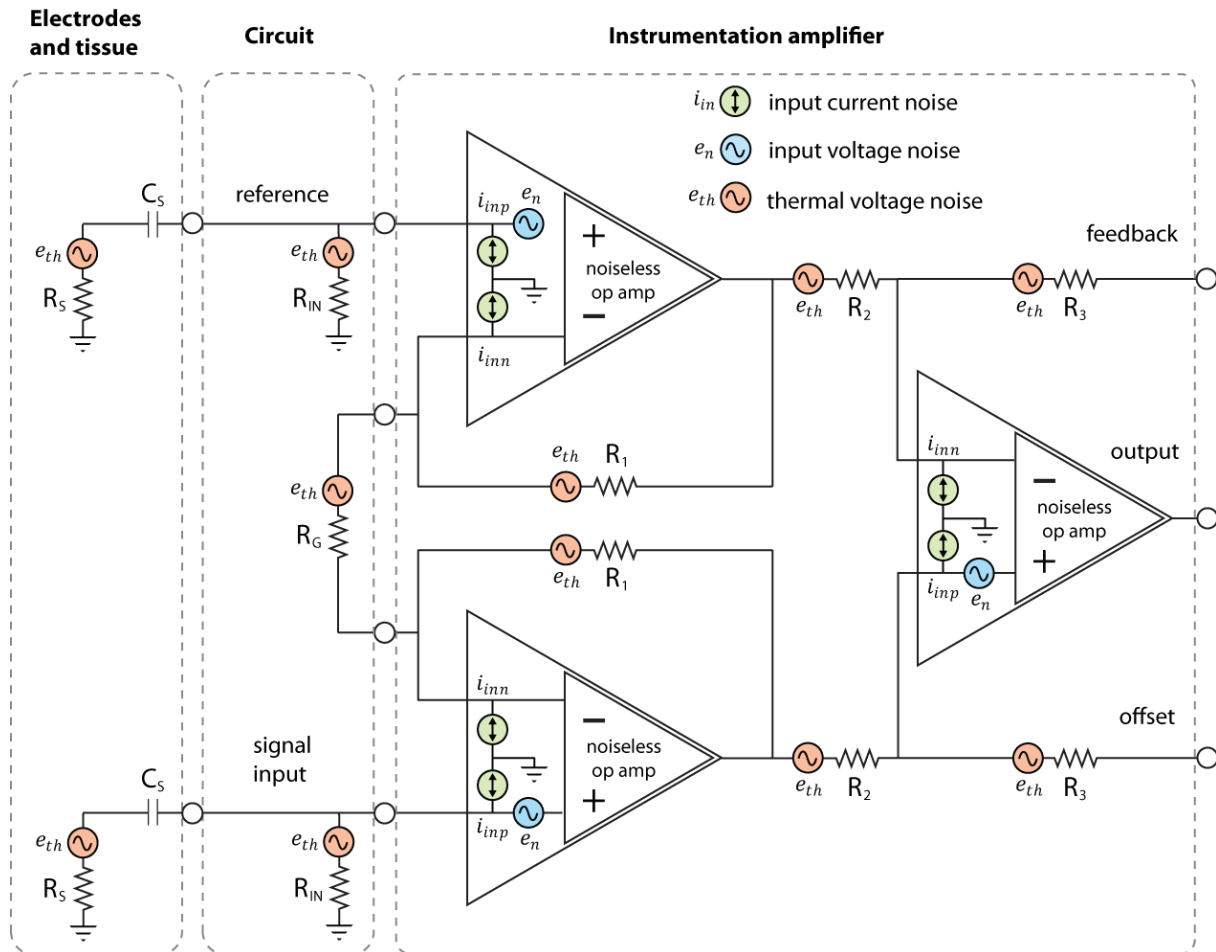 Electrodes
and tissue
Circuit
Instrumentation amplifier
i_in input current noise
e_n input voltage noise
e_th thermal voltage noise
C_S
reference
i_inp
e_n
feedback
e_th
R_S
e_th
R_IN
+
noiseless
op amp
−
i_inn
e_th
R_2
e_th
R_3
e_th
R_1
e_th
R_G
e_th
R_1
i_inn
−
noiseless
op amp
+
i_inp
e_n
output
i_inn
−
noiseless
op amp
+
i_inp
e_n
signal
input
C_S
e_th
R_S
e_th
R_IN
e_th
R_2
offset
e_th
R_3